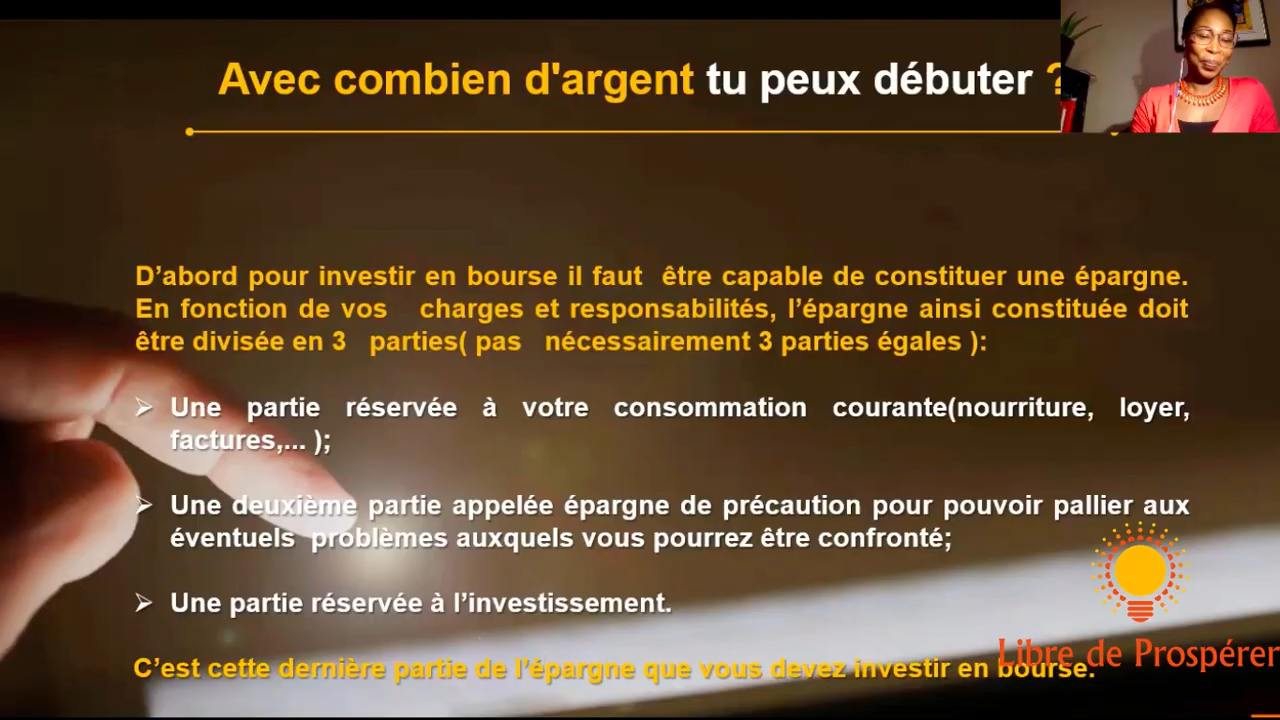 Avec combien d'argent tu peux débuter ?
D’abord pour investir en bourse il faut être capable de constituer une épargne.
En fonction de vos charges et responsabilités, l’épargne ainsi constituée doit
être divisée en 3 parties( pas nécessairement 3 parties égales ):
Une partie réservée à votre consommation courante(nourriture, loyer,
factures,... );
Une deuxième partie appelée épargne de précaution pour pouvoir pallier aux
éventuels problèmes auxquels vous pourrez être confronté;
Une partie réservée à l’investissement.
C’est cette dernière partie de l’épargne que vous devez investir en bourse.
Libre de Prospérer